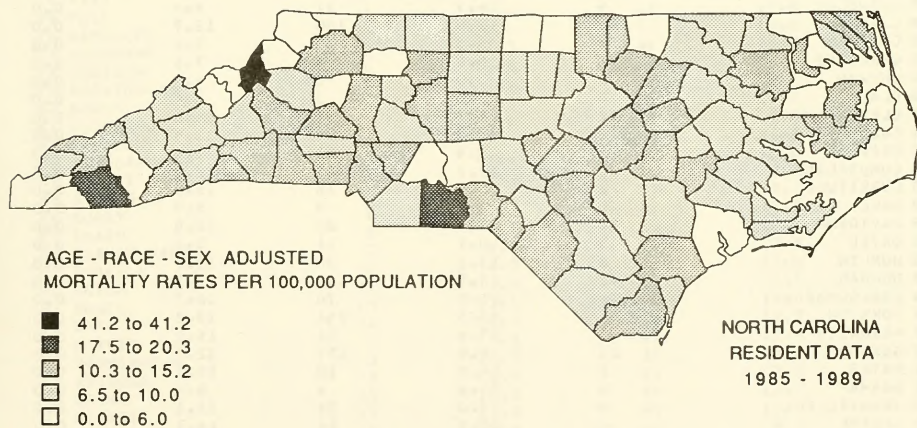 AGE - RACE - SEX ADJUSTED
MORTALITY RATES PER 100,000 POPULATION
41.2 to 41.2
17.5 to 20.3
10.3 to 15.2
6.5 to 10.0
0.0 to 6.0
NORTH CAROLINA
RESIDENT DATA
1985 - 1989